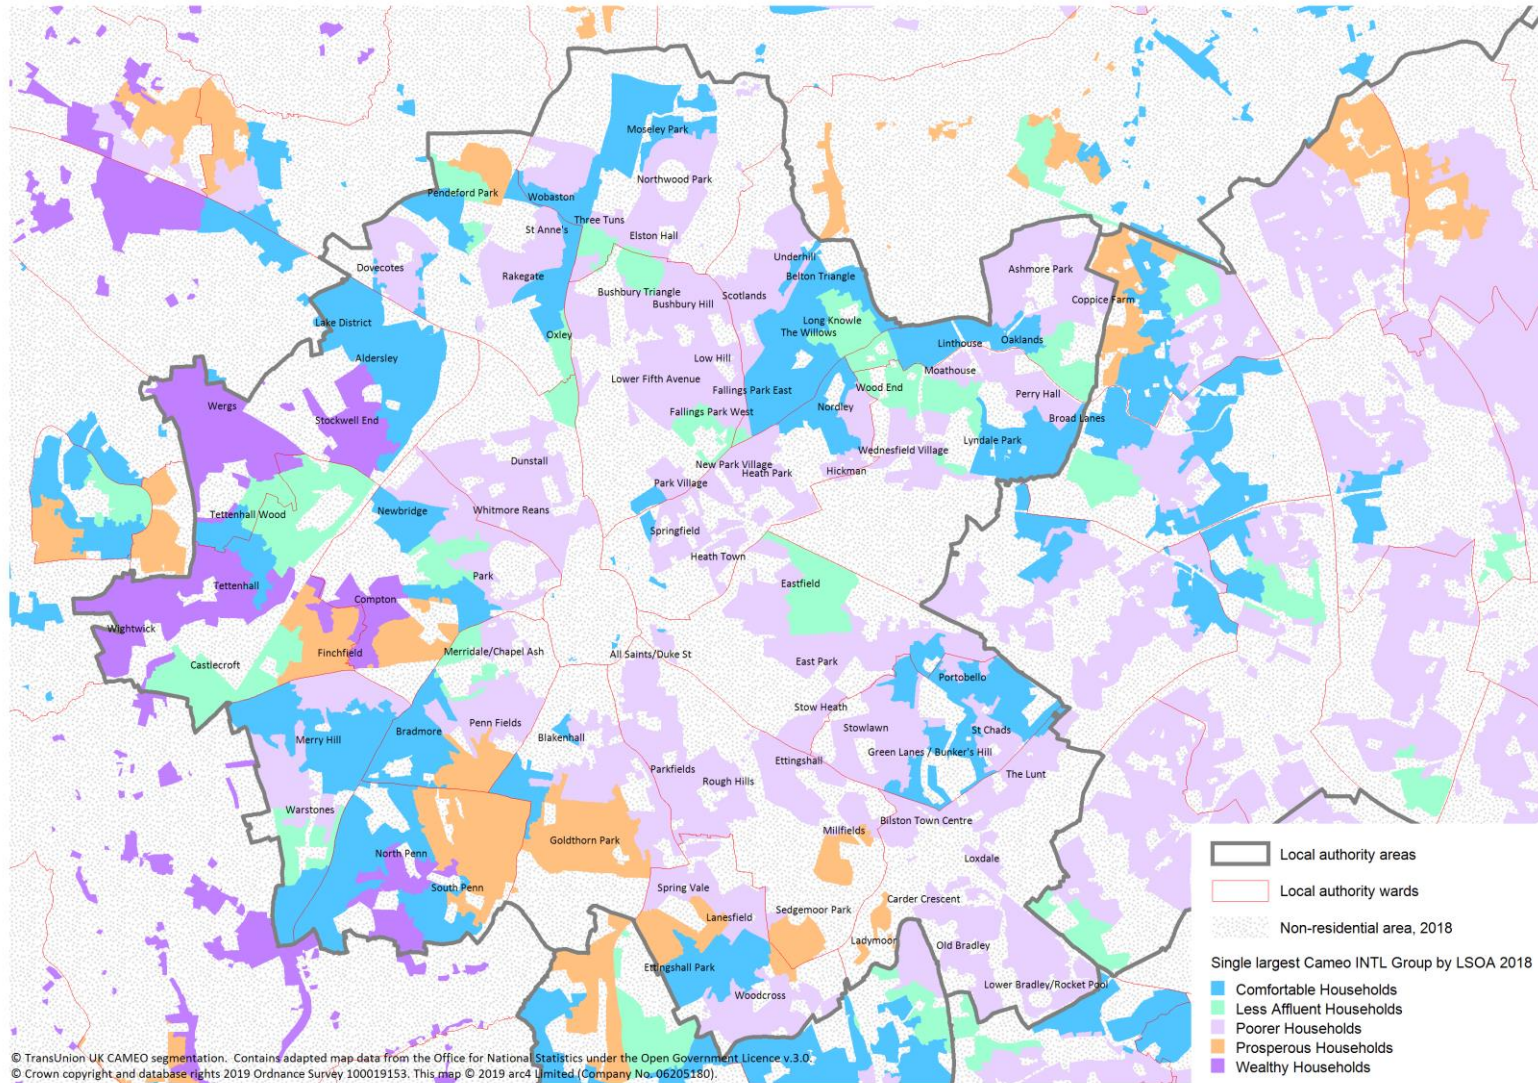 Moseley Park
Northwood Park
Pendeford Park
Wobaston
Three Tuns
St Anne's
Elston Hall
Dovecotes
Rakegate
Underhill
Belton Triangle
Ashmore Park
Bushbury Triangle
Bushbury Hill
Scotlands
Coppice Farm
Lake District
Oxley
Long Knowle
The Willows
Linthouse
Oaklands
Aldersley
Low Hill
Moathouse
Lower Fifth Avenue
Fallings Park East
Wood End
Perry Hall
Wergs
Stockwell End
Fallings Park West
Nordley
Broad Lanes
Lyndale Park
Dunstall
Wednesfield Village
New Park Village
Heath Park
Hickman
Park Village
Tettenhall Wood
Newbridge
Whitmore Reans
Springfield
Heath Town
Park
Eastfield
Tettenhall
Compton
Wightwick
Finchfield
Merridale/Chapel Ash
All Saints/Duke St
Castlecroft
East Park
Portobello
Stow Heath
Penn Fields
Merry Hill
Bradmore
Blakenhall
Stowlawn
St Chads
Green Lanes / Bunker's Hill
Ettingshall
Parkfields
Rough Hills
The Lunt
Warstones
Bilston Town Centre
Millfields
Goldthorn Park
North Penn
Loxdale
South Penn
Spring Vale
Carder Crescent
Sedgemoor Park
Lanesfield
Ladymoor
Old Bradley
Ettingshall Park
Woodcross
Lower Bradley/Rocket Pool
Local authority areas
Local authority wards
Non-residential area, 2018
Single largest Cameo INTL Group by LSOA 2018
Comfortable Households
Less Affluent Households
Poorer Households
Prosperous Households
Wealthy Households
© TransUnion UK CAMEO segmentation. Contains adapted map data from the Office for National Statistics under the Open Government Licence v.3.0.
© Crown copyright and database rights 2019 Ordnance Survey 100019153. This map © 2019 arc4 Limited (Company No. 06205180).